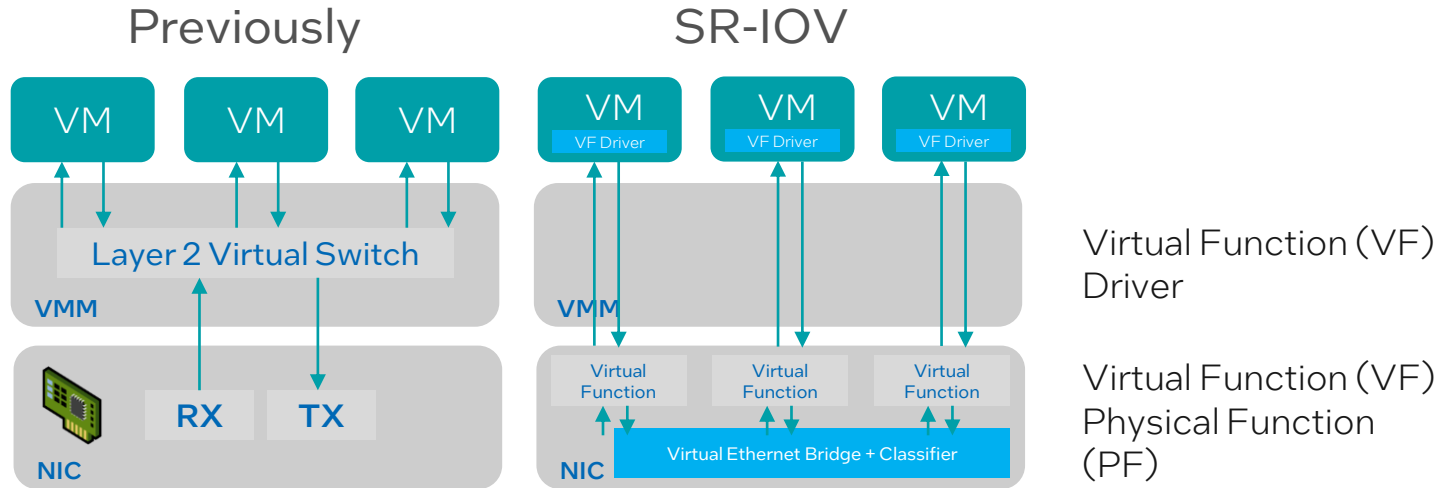 Previously
SR-IOV
VM
VM
VM
VM
VF Driver
VM
VF Driver
VM
VF Driver
Layer 2 Virtual Switch
VMM
VMM
Virtual Function (VF)
Driver
RX
TX
NIC
Virtual
Function
Virtual
Function
Virtual
Function
Virtual Ethernet Bridge + Classifier
NIC
Virtual Function (VF)
Physical Function
(PF)